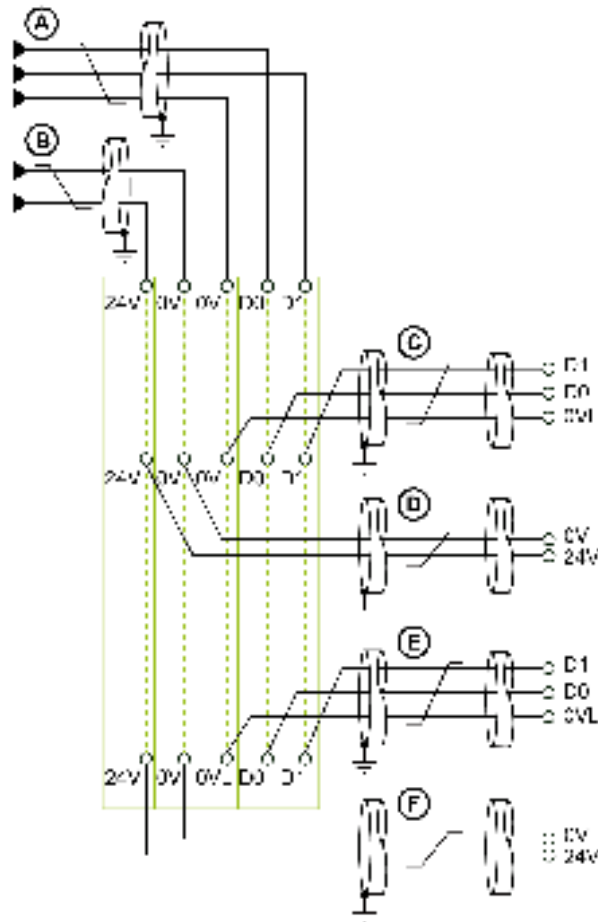 A
B
24V 0V 0V D0 D1
C
D1
D0
0VL
24V 0V 0V D0 D1
D
0V
24V
E
D1
D0
0VL
24V 0V 0VL D0 D1
F
0V
24V